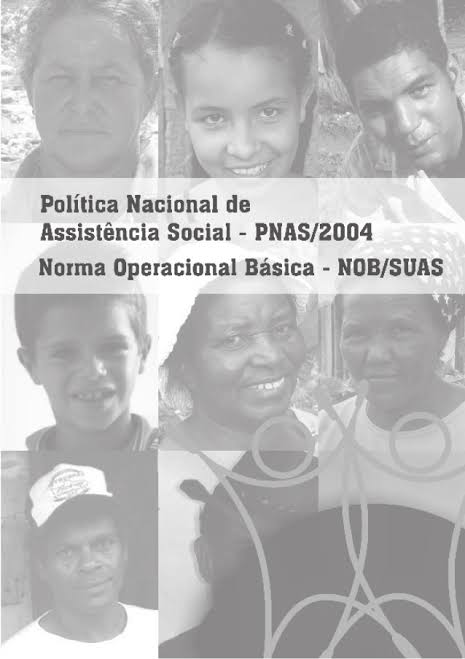 Política Nacional de
Assistência Social - PNAS/2004
Norma Operacional Básica - NOB/SUAS